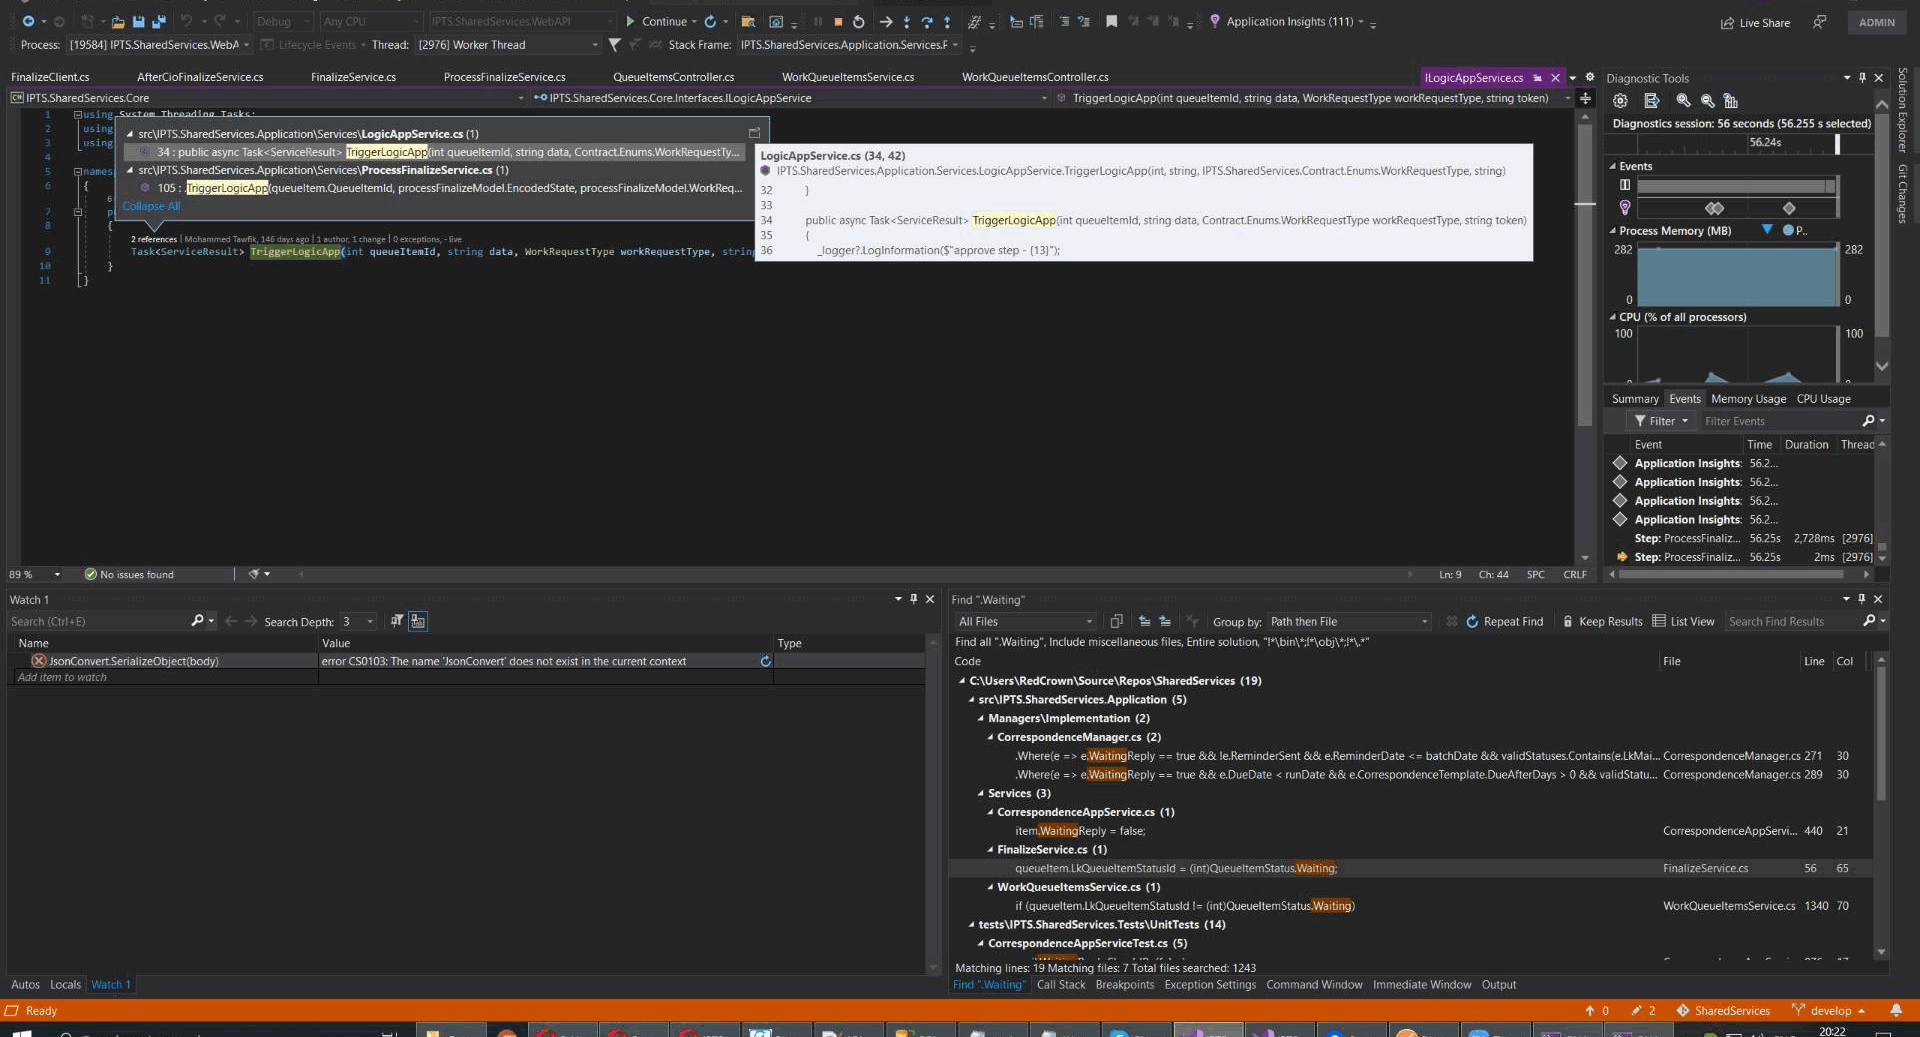 Debug
Any CPU
IPTS.SharedServices.WebAPI
Continue
Application Insights (111)
Live Share
ADMIN
Process: [19584] IPTS.SharedServices.WebA
Lifecycle Events
Thread: [2976] Worker Thread
Stack Frame: IPTS.SharedServices.Application.Services.F
FinalizeClient.cs
AfterCioFinalizeService.cs
FinalizeService.cs
ProcessFinalizeService.cs
QueueItemsController.cs
WorkQueueItemsService.cs
WorkQueueItemsController.cs
ILogicAppService.cs
IPTS.SharedServices.Core
IPTS.SharedServices.Core.Interfaces.ILogicAppService
TriggerLogicApp(int queueItemId, string data, WorkRequestType workRequestType, string token)
1 using System.Threading.Tasks;
2 using
3 using
4
5 namesp
6 {
7
8 {
9 Task<ServiceResult> TriggerLogicApp(int queueItemId, string data, WorkRequestType workRequestType, string
10 }
11 }
src\IPTS.SharedServices.Application\Services\LogicAppService.cs (1)
34 : public async Task<ServiceResult> TriggerLogicApp(int queueItemId, string data, Contract.Enums.WorkRequestTy...
src\IPTS.SharedServices.Application\Services\ProcessFinalizeService.cs (1)
105 : .TriggerLogicApp(queueItem.QueueItemId, processFinalizeModel.EncodedState, processFinalizeModel.WorkReq...
Collapse All
2 references | Mohammed Tawfik, 146 days ago | 1 author, 1 change | 0 exceptions, - live
LogicAppService.cs (34, 42)
IPTS.SharedServices.Application.Services.LogicAppService.TriggerLogicApp(int, string, IPTS.SharedServices.Contract.Enums.WorkRequestType, string)
32 }
33
34 public async Task<ServiceResult> TriggerLogicApp(int queueItemId, string data, Contract.Enums.WorkRequestType workRequestType, string token)
35 {
36 _logger?.LogInformation($"approve step - {13}");
89 %
No issues found
Ln: 9 Ch: 44 SPC CRLF
Diagnostic Tools
Diagnostics session: 56 seconds (56.255 s selected)
56.24s
Events
Process Memory (MB)
P..
282 282
0 0
CPU (% of all processors)
100 100
Summary Events Memory Usage CPU Usage
Filter
Filter Events
Event Time Duration Thread
Application Insights: 56.2...
Application Insights: 56.2...
Application Insights: 56.2...
Application Insights: 56.2...
Step: ProcessFinaliz... 56.25s 2,728ms [2976]
Step: ProcessFinaliz... 56.25s 2ms [2976]
Solution Explorer
Git Changes
Watch 1
Search (Ctrl+E)
Search Depth: 3
Name Value Type
JsonConvert.SerializeObject(body) error CS0103: The name 'JsonConvert' does not exist in the current context
Add item to watch
Autos Locals Watch 1
Find ".Waiting"
All Files
Group by: Path then File
Repeat Find
Keep Results
List View
Search Find Results
Find all ".Waiting", Include miscellaneous files, Entire solution, "!*\bin\*;!*\obj\*;!*\.*"
Code File Line Col
C:\Users\RedCrown\Source\Repos\SharedServices (19)
src\IPTS.SharedServices.Application (5)
Managers\Implementation (2)
CorrespondenceManager.cs (2)
.Where(e => e.WaitingReply == true && !e.ReminderSent && e.ReminderDate <= batchDate && validStatuses.Contains(e.LkMai... CorrespondenceManager.cs 271 30
.Where(e => e.WaitingReply == true && e.DueDate < runDate && e.CorrespondenceTemplate.DueAfterDays > 0 && validStatu... CorrespondenceManager.cs 289 30
Services (3)
CorrespondenceAppService.cs (1)
item.WaitingReply = false; CorrespondenceAppServi... 440 21
FinalizeService.cs (1)
queueItem.LkQueueItemStatusId = (int)QueueItemStatus.Waiting; FinalizeService.cs 56 65
WorkQueueItemsService.cs (1)
if (queueItem.LkQueueItemStatusId != (int)QueueItemStatus.Waiting) WorkQueueItemsService.cs 1340 70
tests\IPTS.SharedServices.Tests\UnitTests (14)
CorrespondenceAppServiceTest.cs (5)
Matching lines: 19 Matching files: 7 Total files searched: 1243
Find ".Waiting" Call Stack Breakpoints Exception Settings Command Window Immediate Window Output
Ready
0
2
SharedServices
develop
20:22